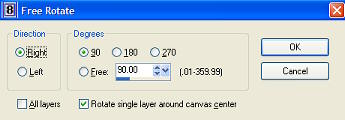 8 Free Rotate
Direction
Right
Left
Degrees
90 180 270
Free: 90.00 (.01-359.99)
OK
Cancel
All layers
Rotate single layer around canvas center